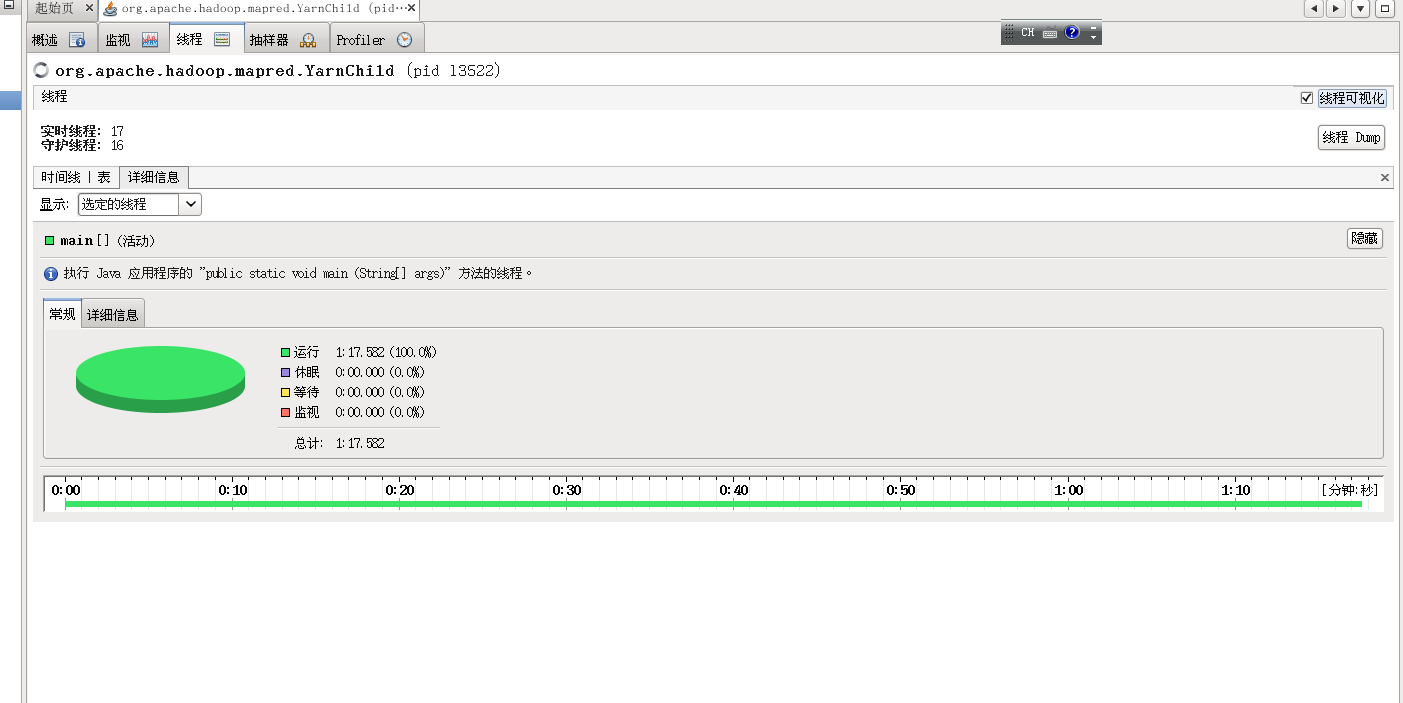 起始页 org.apache.hadoop.mapred.YarnChild (pid…
概述 监视 线程 抽样器 Profiler
CH ?
org.apache.hadoop.mapred.YarnChild (pid 13522)
线程 线程可视化
实时线程: 17
守护线程: 16
线程 Dump
时间线 | 表 详细信息
显示: 选定的线程
main [] (活动) 隐藏
执行 Java 应用程序的 "public static void main (String[] args)" 方法的线程。
常规 详细信息
运行 1:17.582 (100.0%)
休眠 0:00.000 (0.0%)
等待 0:00.000 (0.0%)
监视 0:00.000 (0.0%)
总计: 1:17.582
0:00 0:10 0:20 0:30 0:40 0:50 1:00 1:10 [分钟:秒]